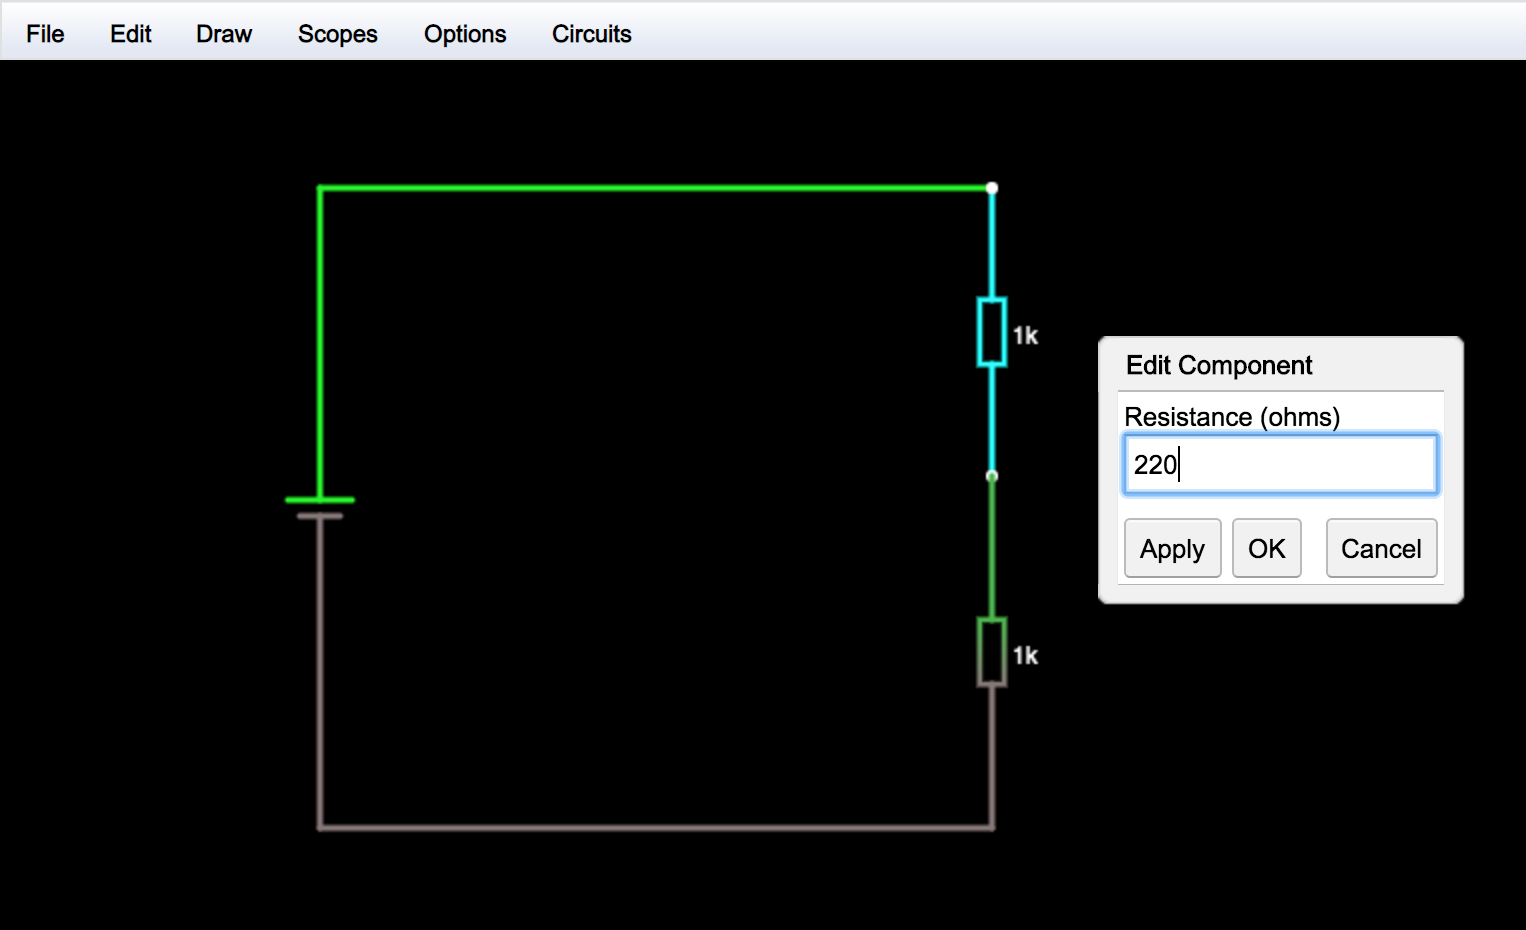 File Edit Draw Scopes Options Circuits
1k
Edit Component
Resistance (ohms)
220
Apply OK Cancel
1k